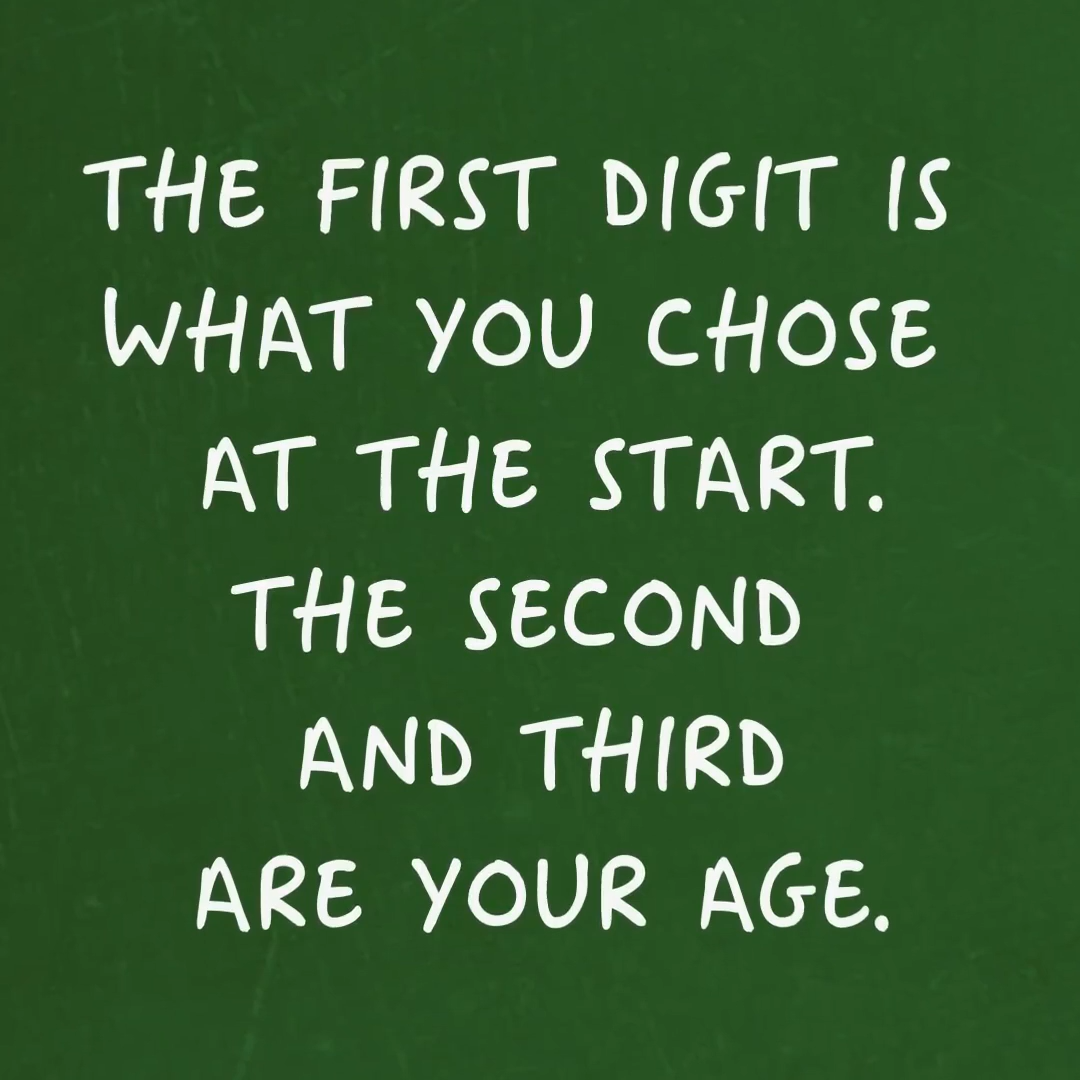 THE FIRST DIGIT IS
WHAT YOU CHOSE
AT THE START.
THE SECOND
AND THIRD
ARE YOUR AGE.